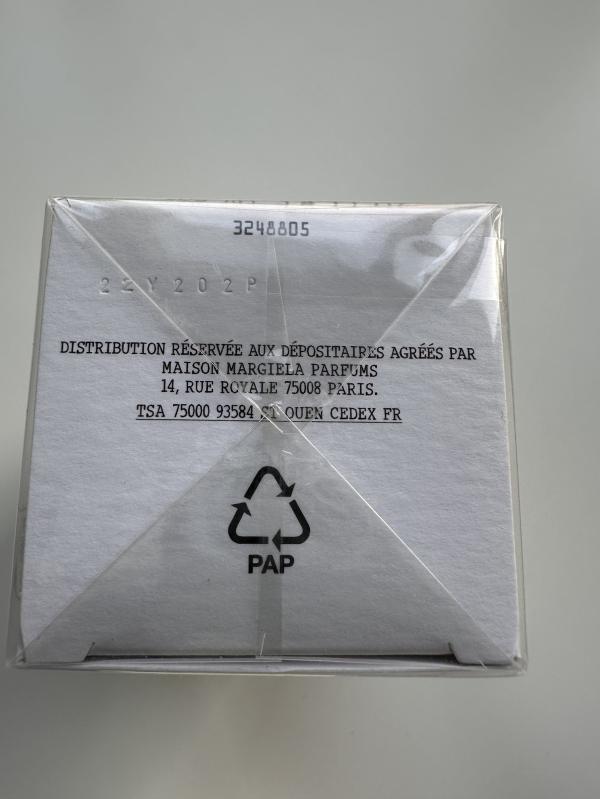 3248805
22Y202P
DISTRIBUTION RÉSERVÉE AUX DÉPOSITAIRES AGRÉÉS PAR
MAISON MARGIELA PARFUMS
14, RUE ROYALE 75008 PARIS.
TSA 75000 93584 ST OUEN CEDEX FR
PAP